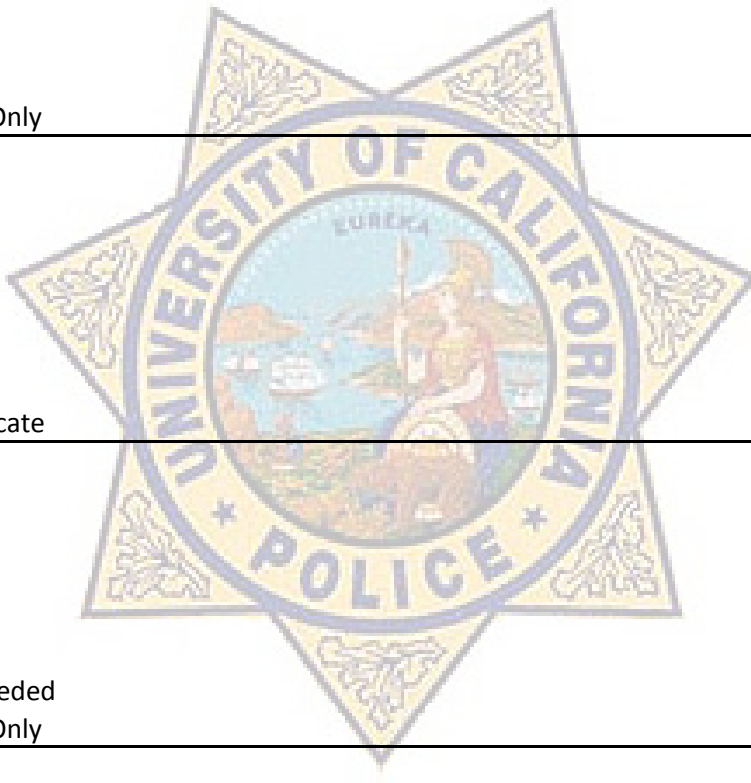 Only
UNIVERSITY OF CALIFORNIA
EUREKA
cate
eded
Only
POLICE